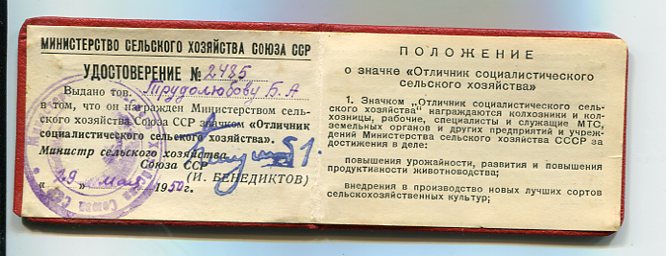 МИНИСТЕРСТВО СЕЛЬСКОГО ХОЗЯЙСТВА СОЮЗА ССР
УДОСТОВЕРЕНИЕ № 2485
Выдано тов. Трудолюбову Б. А
в том, что он награжден Министерством сель-
ского хозяйства Союза ССР значком «Отличник
социалистического сельского хозяйства».
Министр сельского хозяйства
Союза ССР
(И. БЕНЕДИКТОВ)
„29„ мая 1950г.
ПОЛОЖЕНИЕ
о значке «Отличник социалистического
сельского хозяйства»
1. Значком „Отличник социалистического сель-
ского хозяйства" награждаются колхозники и кол-
хозницы, рабочие, специалисты и служащие МТС,
земельных органов и других предприятий и учреж-
дений Министерства сельского хозяйства СССР за
достижения в деле:
повышения урожайности, развития и повышения
продуктивности животноводства;
внедрения в производство новых лучших сортов
сельскохозяйственных культур;